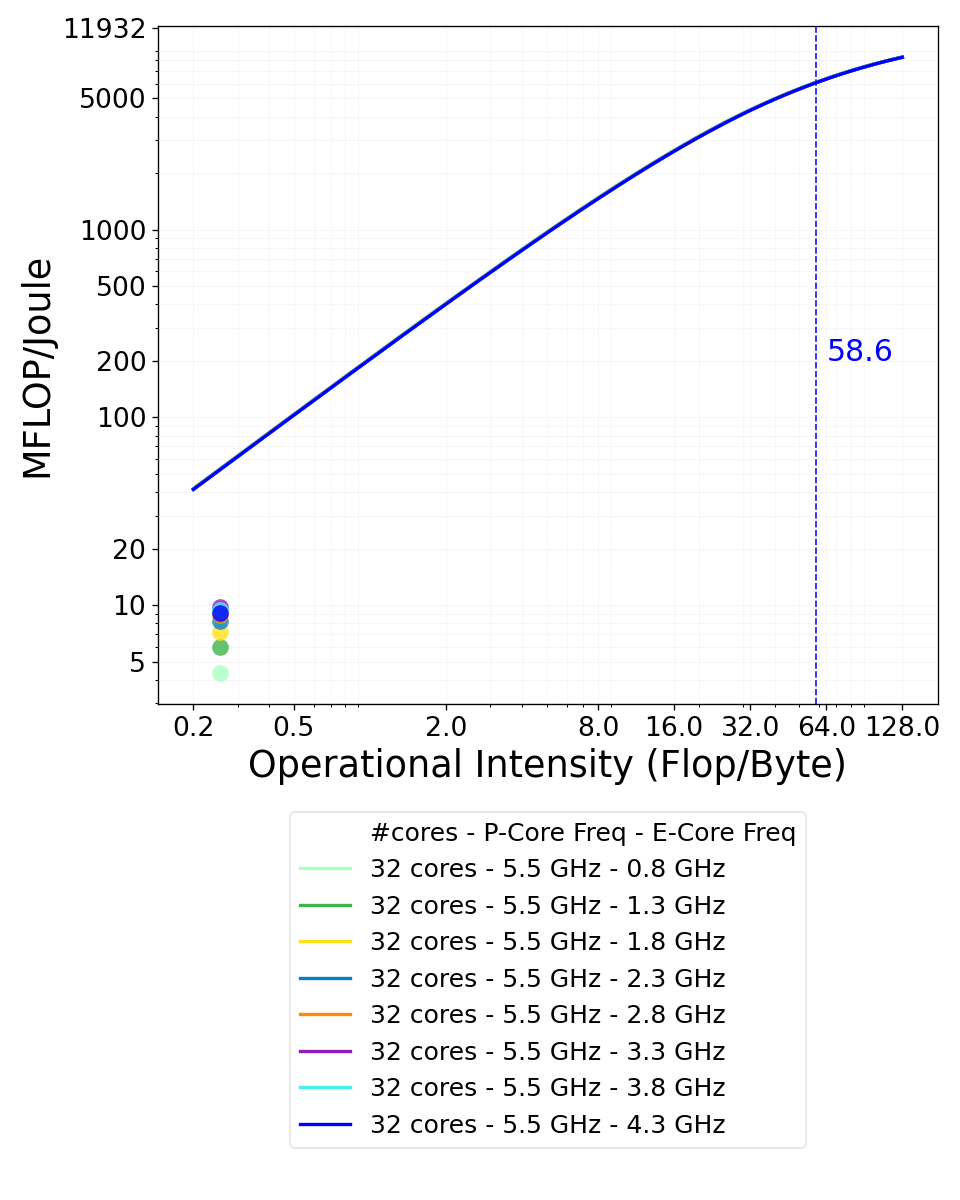 11932
5000
1000
500
200
100
20
10
5
MFLOP/Joule
58.6
0.2 0.5 2.0 8.0 16.0 32.0 64.0 128.0
Operational Intensity (Flop/Byte)
#cores - P-Core Freq - E-Core Freq
32 cores - 5.5 GHz - 0.8 GHz
32 cores - 5.5 GHz - 1.3 GHz
32 cores - 5.5 GHz - 1.8 GHz
32 cores - 5.5 GHz - 2.3 GHz
32 cores - 5.5 GHz - 2.8 GHz
32 cores - 5.5 GHz - 3.3 GHz
32 cores - 5.5 GHz - 3.8 GHz
32 cores - 5.5 GHz - 4.3 GHz